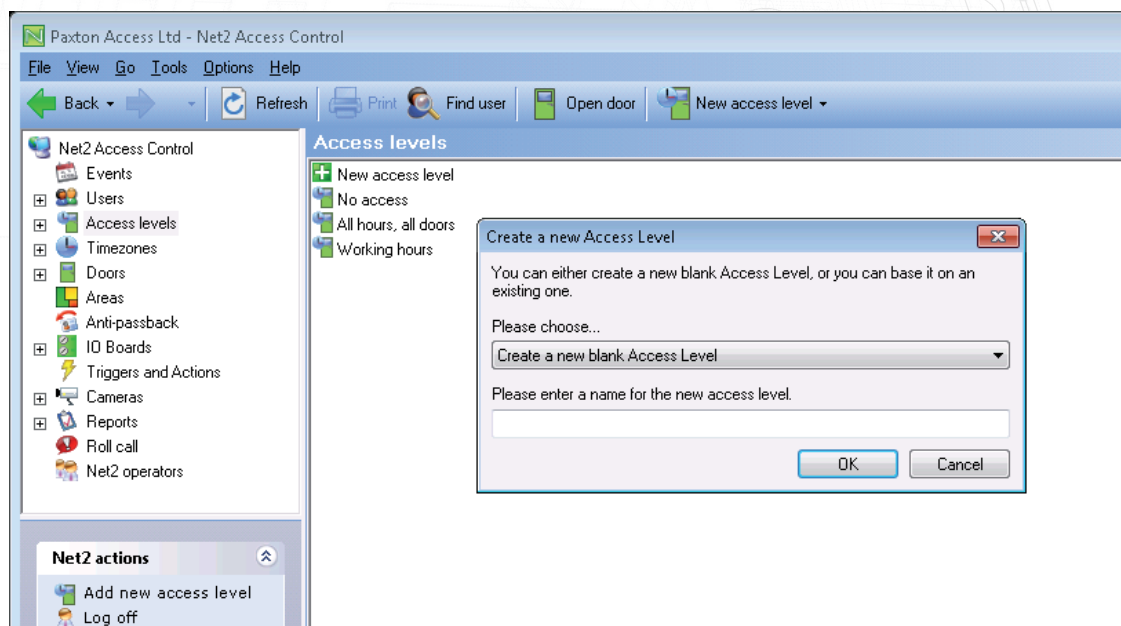 Paxton Access Ltd - Net2 Access Control
File View Go Tools Options Help
Back Refresh Print Find user Open door New access level
Net2 Access Control
Events
Users
Access levels
Timezones
Doors
Areas
Anti-passback
IO Boards
Triggers and Actions
Cameras
Reports
Roll call
Net2 operators
Net2 actions
Add new access level
Log off
Access levels
New access level
No access
All hours, all doors
Working hours
Create a new Access Level
You can either create a new blank Access Level, or you can base it on an
existing one.
Please choose...
Create a new blank Access Level
Please enter a name for the new access level.
OK Cancel